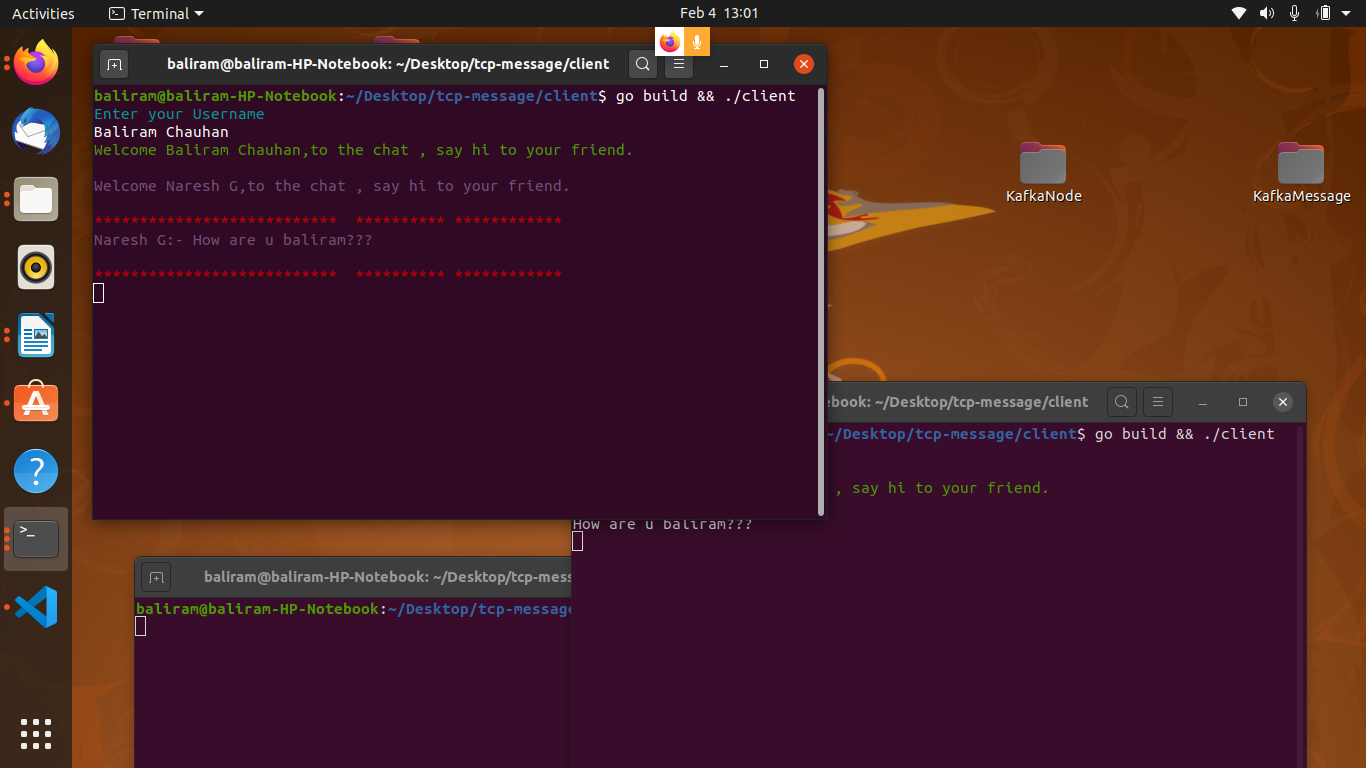 Activities
Terminal
Feb 4 13:01
baliram@baliram-HP-Notebook: ~/Desktop/tcp-message/client
baliram@baliram-HP-Notebook:~/Desktop/tcp-message/client$ go build && ./client
Enter your Username
Baliram Chauhan
Welcome Baliram Chauhan,to the chat , say hi to your friend.
Welcome Naresh G,to the chat , say hi to your friend.
*************************** ********** ************
Naresh G:- How are u baliram???
*************************** ********** ************
KafkaNode
KafkaMessage
ebook: ~/Desktop/tcp-message/client
~/Desktop/tcp-message/client$ go build && ./client
, say hi to your friend.
How are u baliram???
baliram@baliram-HP-Notebook: ~/Desktop/tcp-mess
baliram@baliram-HP-Notebook:~/Desktop/tcp-message